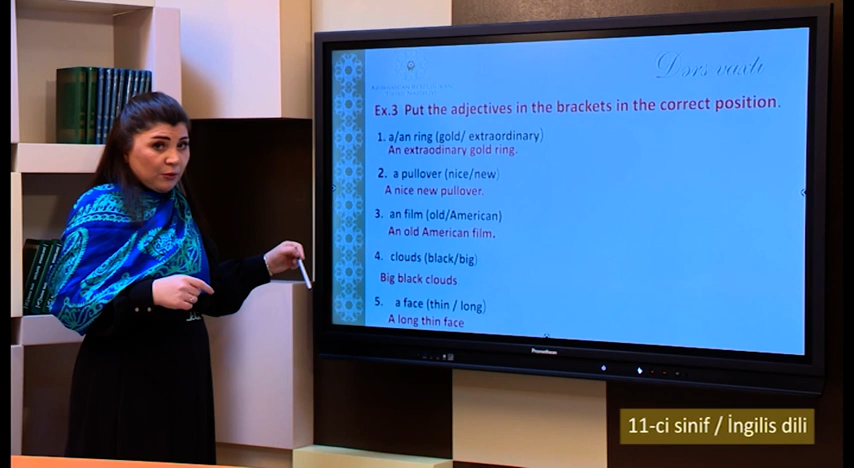 Dərs vaxtı
Ex.3 Put the adjectives in the brackets in the correct position.
1. a/an ring (gold/ extraordinary)
An extraodinary gold ring.
2. a pullover (nice/new)
A nice new pullover.
3. an film (old/American)
An old American film.
4. clouds (black/big)
Big black clouds
5. a face (thin / long)
A long thin face
Promethean
11-ci sinif / İngilis dili